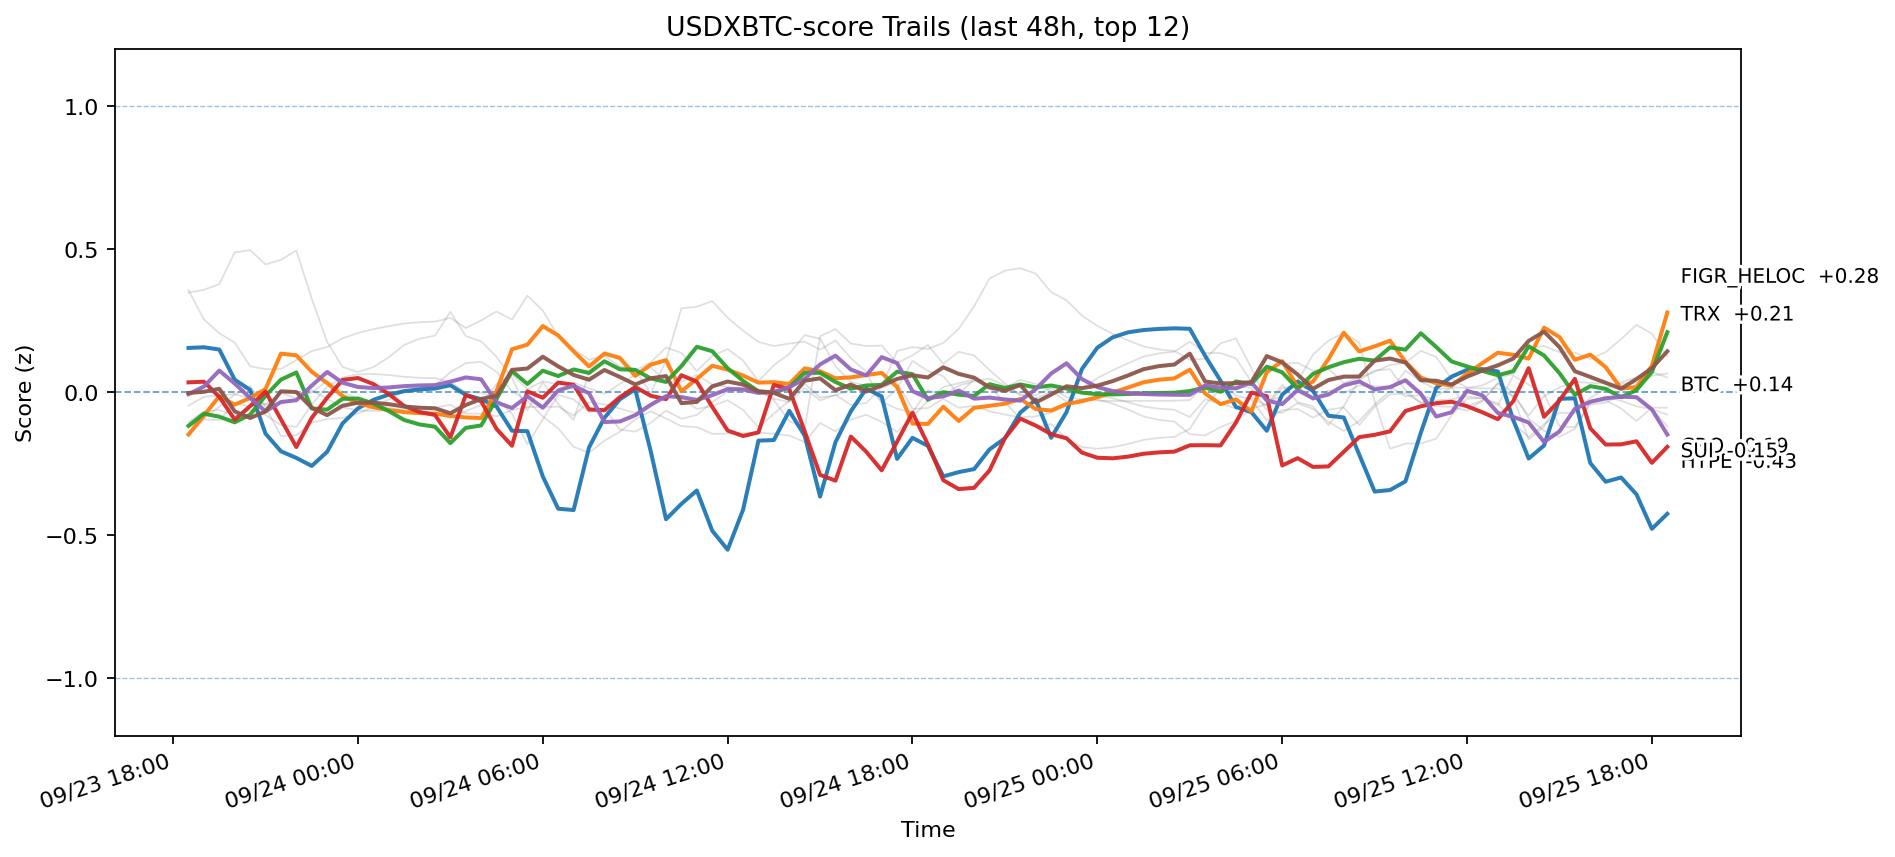 USDXBTC-score Trails (last 48h, top 12)
Score (z)
1.0
0.5
0.0
−0.5
−1.0
FIGR_HELOC +0.28
TRX +0.21
BTC +0.14
SUI -0.15
HYPE -0.43
09/23 18:00
09/24 00:00
09/24 06:00
09/24 12:00
09/24 18:00
09/25 00:00
09/25 06:00
09/25 12:00
09/25 18:00
Time